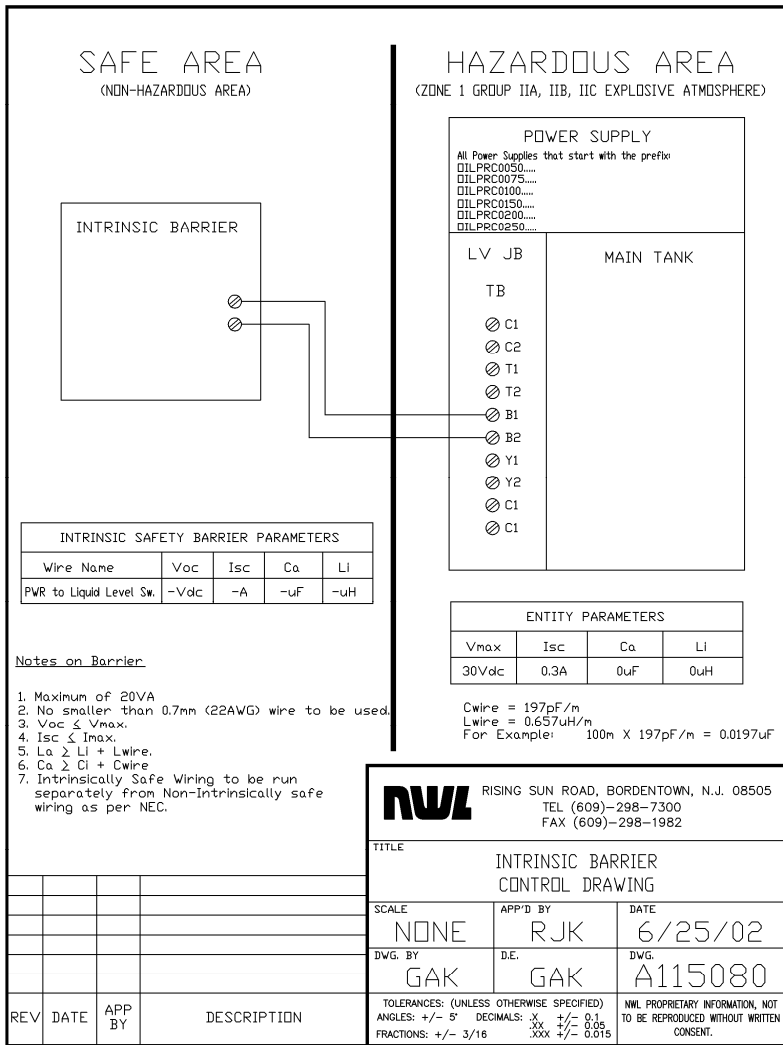 SAFE AREA
(NON-HAZARDOUS AREA)
HAZARDOUS AREA
(ZONE 1 GROUP IIA, IIB, IIC EXPLOSIVE ATMOSPHERE)
INTRINSIC BARRIER
POWER SUPPLY
All Power Supplies that start with the prefix:
OILPRC0050.....
OILPRC0075.....
OILPRC0100.....
OILPRC0150.....
OILPRC0200.....
OILPRC0250.....
LV JB
MAIN TANK
TB
C1
C2
T1
T2
B1
B2
Y1
Y2
C1
C1
INTRINSIC SAFETY BARRIER PARAMETERS
Wire Name Voc Isc Ca Li
PWR to Liquid Level Sw. -Vdc -A -uF -uH
ENTITY PARAMETERS
Vmax Isc Ca Li
30Vdc 0.3A 0uF 0uH
Cwire = 197pF/m
Lwire = 0.657uH/m
For Example: 100m X 197pF/m = 0.0197uF
Notes on Barrier
1. Maximum of 20VA
2. No smaller than 0.7mm (22AWG) wire to be used.
3. Voc ≤ Vmax.
4. Isc ≤ Imax.
5. La ≥ Li + Lwire.
6. Ca ≥ Ci + Cwire
7. Intrinsically Safe Wiring to be run
separately from Non-Intrinsically safe
wiring as per NEC.
REV DATE APP BY DESCRIPTION
NWL
RISING SUN ROAD, BORDENTOWN, N.J. 08505
TEL (609)-298-7300
FAX (609)-298-1982
TITLE
INTRINSIC BARRIER
CONTROL DRAWING
SCALE APP'D BY DATE
NONE RJK 6/25/02
DWG. BY D.E. DWG.
GAK GAK A115080
TOLERANCES: (UNLESS OTHERWISE SPECIFIED)
ANGLES: +/- 5° DECIMALS: .X +/- 0.1
.XX +/- 0.05
FRACTIONS: +/- 3/16 .XXX +/- 0.015
NWL PROPRIETARY INFORMATION, NOT
TO BE REPRODUCED WITHOUT WRITTEN
CONSENT.